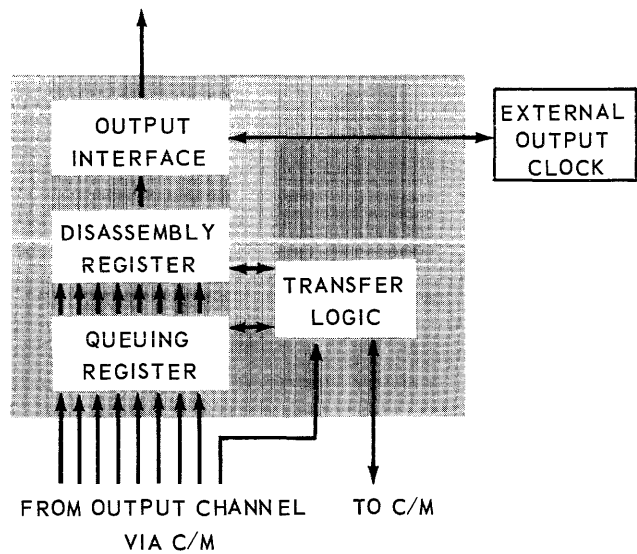 OUTPUT
INTERFACE
EXTERNAL
OUTPUT
CLOCK
DISASSEMBLY
REGISTER
TRANSFER
LOGIC
QUEUING
REGISTER
FROM OUTPUT CHANNEL
VIA C/M
TO C/M